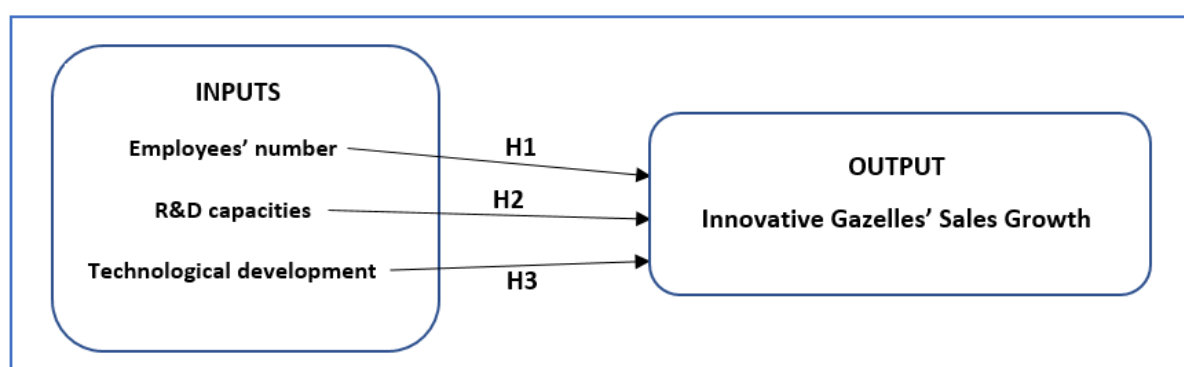 INPUTS
Employees' number
R&D capacities
Technological development
H1
H2
H3
OUTPUT
Innovative Gazelles' Sales Growth